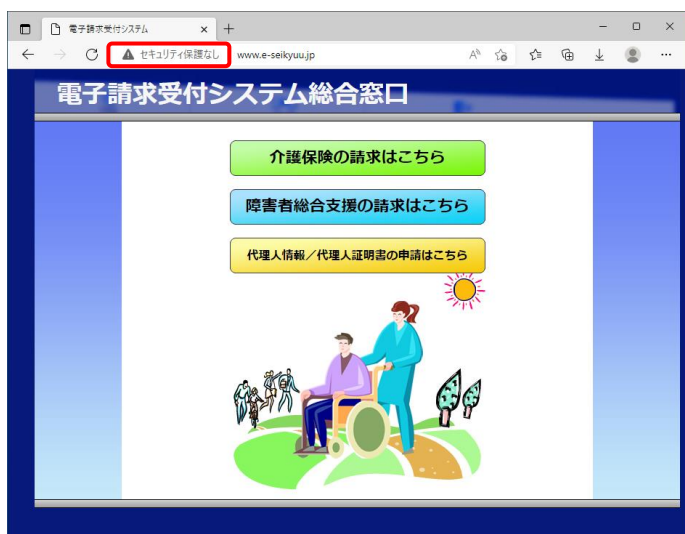 電子請求受付システム
セキュリティ保護なし www.e-seikyuu.jp
電子請求受付システム総合窓口
介護保険の請求はこちら
障害者総合支援の請求はこちら
代理人情報／代理人証明書の申請はこちら